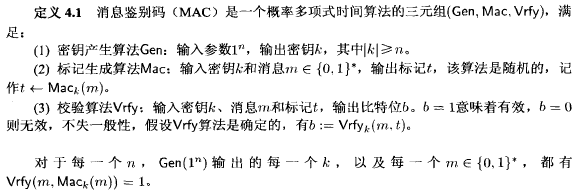 定义 4.1 消息鉴别码（MAC）是一个概率多项式时间算法的三元组(Gen, Mac, Vrfy)，满
足：
(1) 密钥产生算法Gen：输入参数1ⁿ，输出密钥k，其中|k|⩾n。
(2) 标记生成算法Mac：输入密钥k和消息m ∈ {0,1}*，输出标记t，该算法是随机的，记
作t ← Macₖ(m)。
(3) 校验算法Vrfy：输入密钥k、消息m和标记t，输出比特位b。b = 1意味着有效，b = 0
则无效，不失一般性，假设Vrfy算法是确定的，有b := Vrfyₖ(m, t)。
对于每一个n，Gen(1ⁿ)输出的每一个k，以及每一个m ∈ {0,1}*，都有
Vrfy(m, Macₖ(m)) = 1。